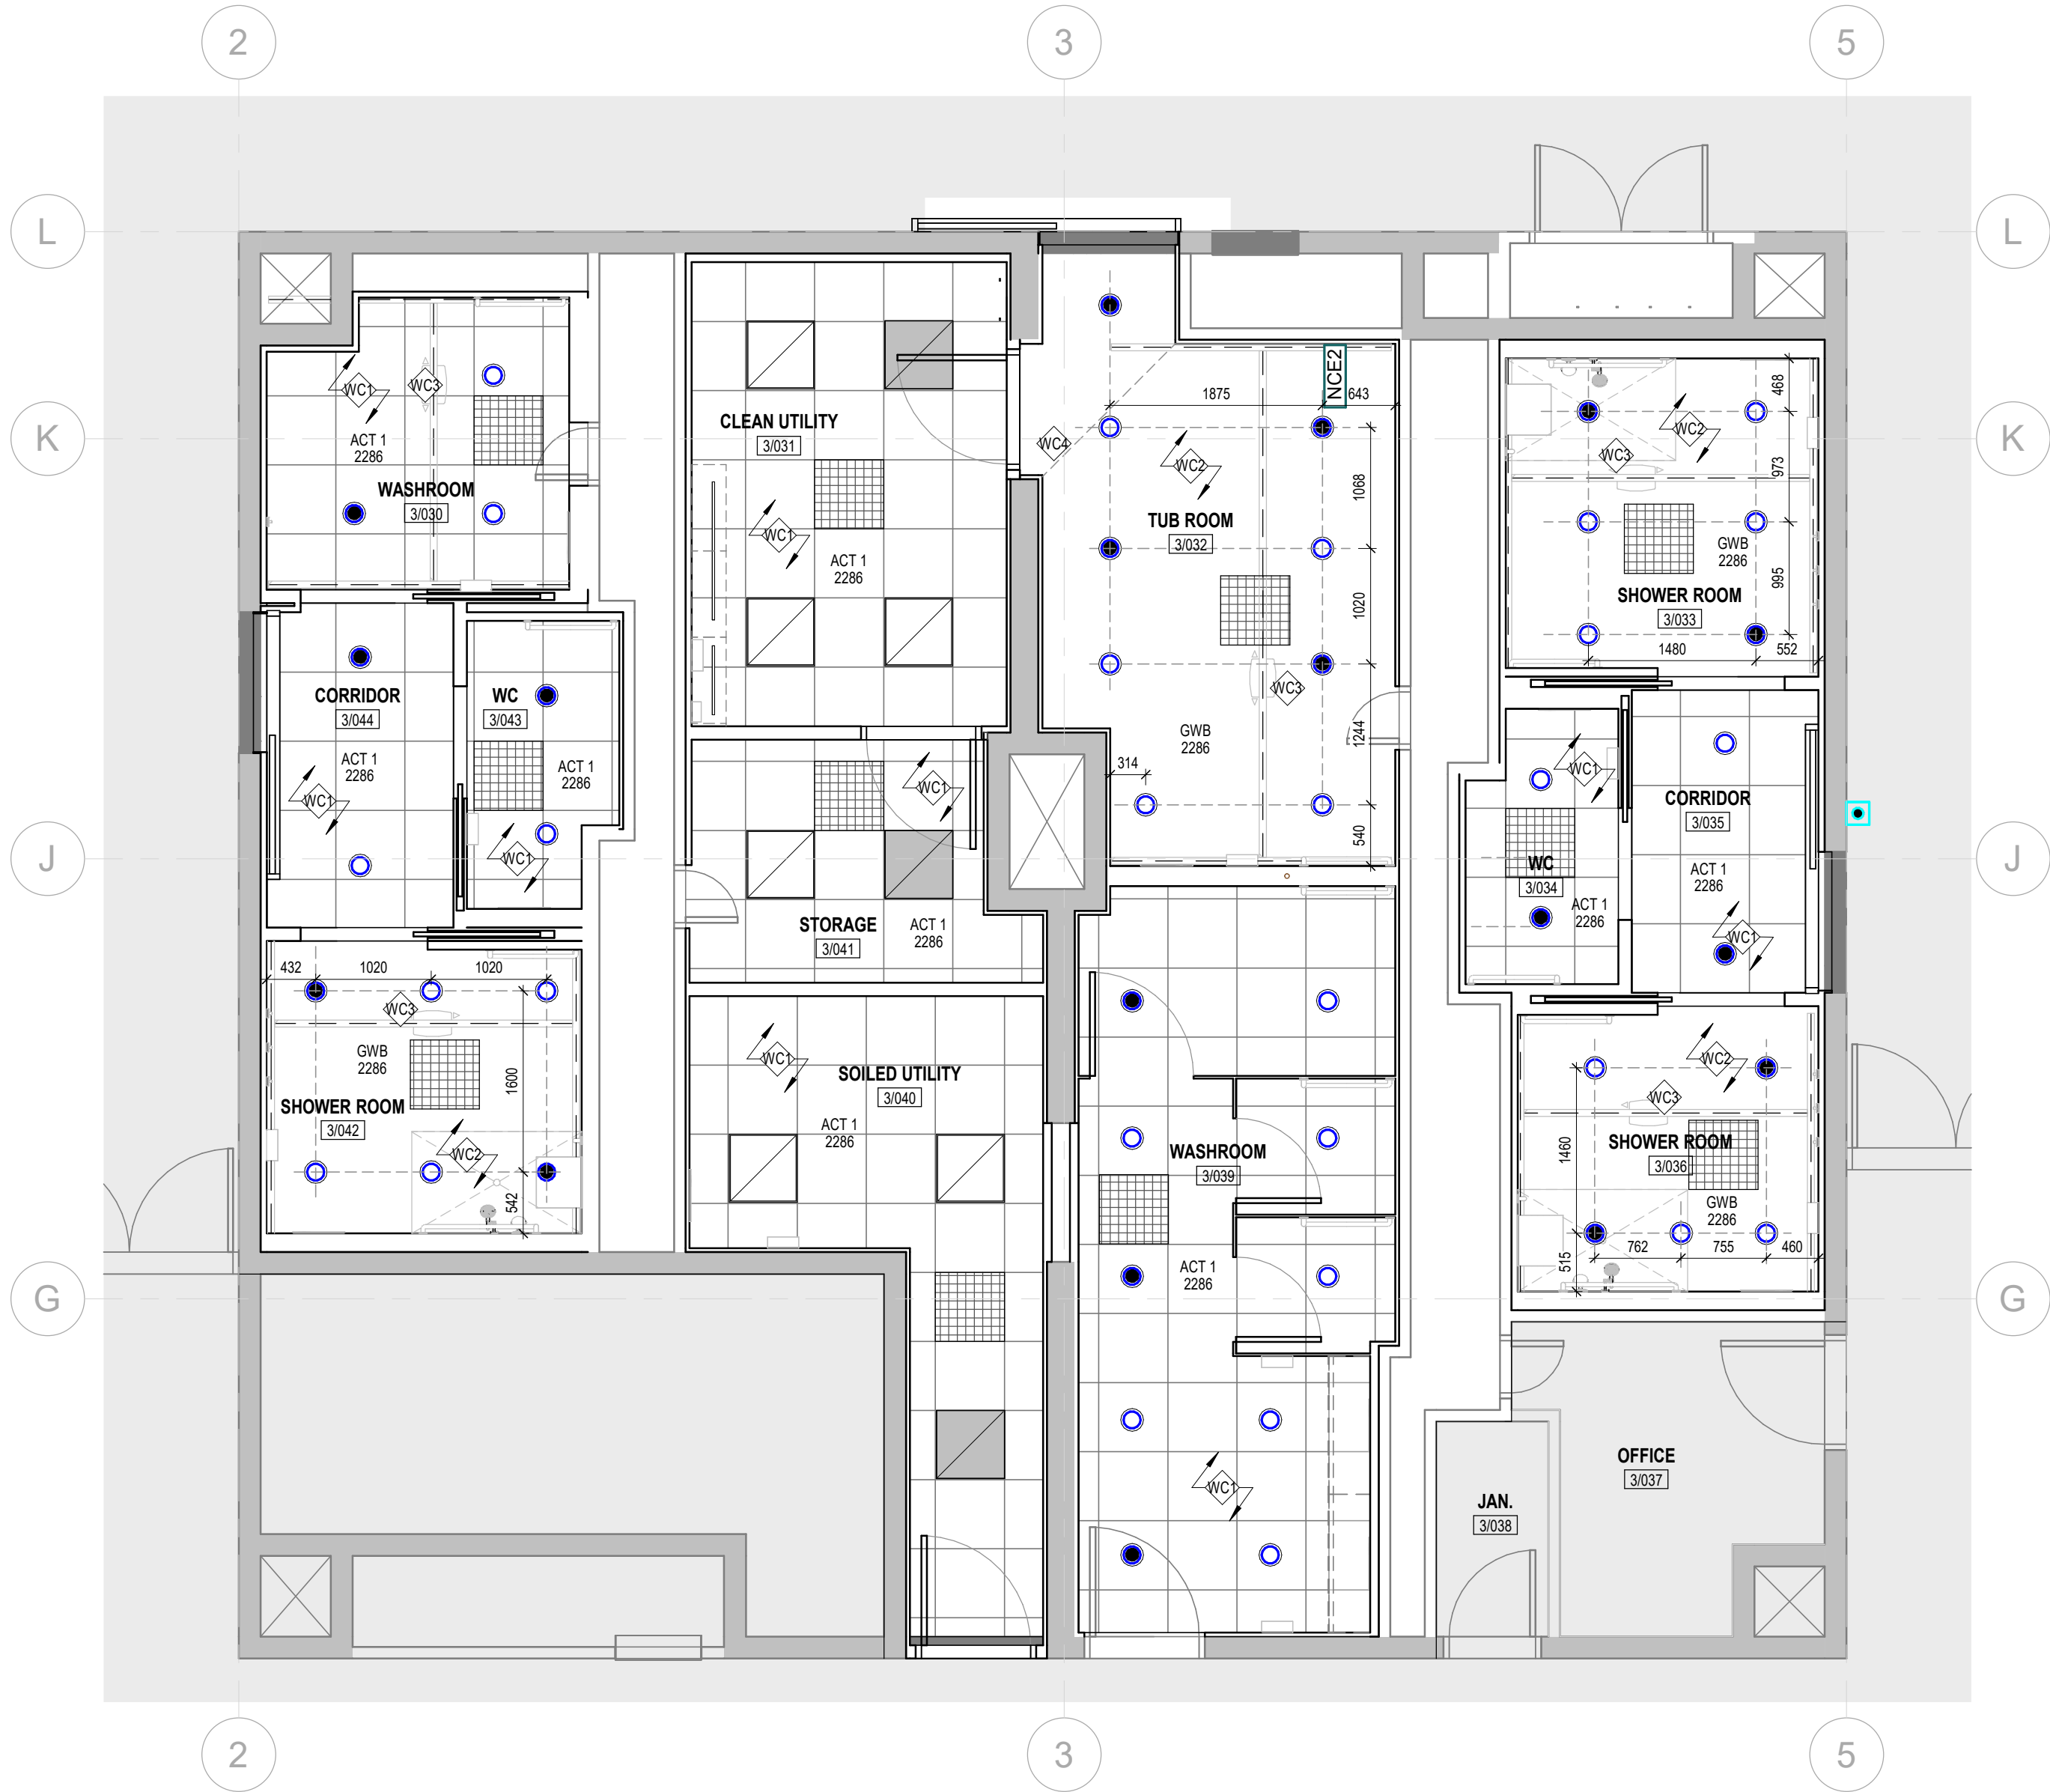 2
3
5
L
L
468
NCE2
1875
643
WC1
WC3
CLEAN UTILITY
3/031
K
K
ACT 1
2286
WC4
WC2
WC2
WC3
973
WASHROOM
3/030
1068
TUB ROOM
3/032
WC1
ACT 1
2286
GWB
2286
995
SHOWER ROOM
3/033
1020
1480
552
CORRIDOR
3/044
WC
3/043
WC3
GWB
2286
1244
ACT 1
2286
ACT 1
2286
314
WC1
WC1
WC1
CORRIDOR
3/035
540
J
J
WC1
WC
3/034
ACT 1
2286
ACT 1
2286
STORAGE
3/041
ACT 1
2286
WC1
432
1020
1020
WC3
GWB
2286
1600
WC1
SOILED UTILITY
3/040
WC2
WC3
SHOWER ROOM
3/042
ACT 1
2286
WC2
WASHROOM
3/039
1460
SHOWER ROOM
3/036
542
GWB
2286
762
755
460
515
ACT 1
2286
G
G
OFFICE
3/037
WC1
JAN.
3/038
2
3
5